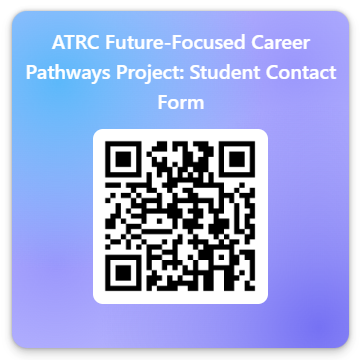 ATRC Future-Focused Career
Pathways Project: Student Contact
Form